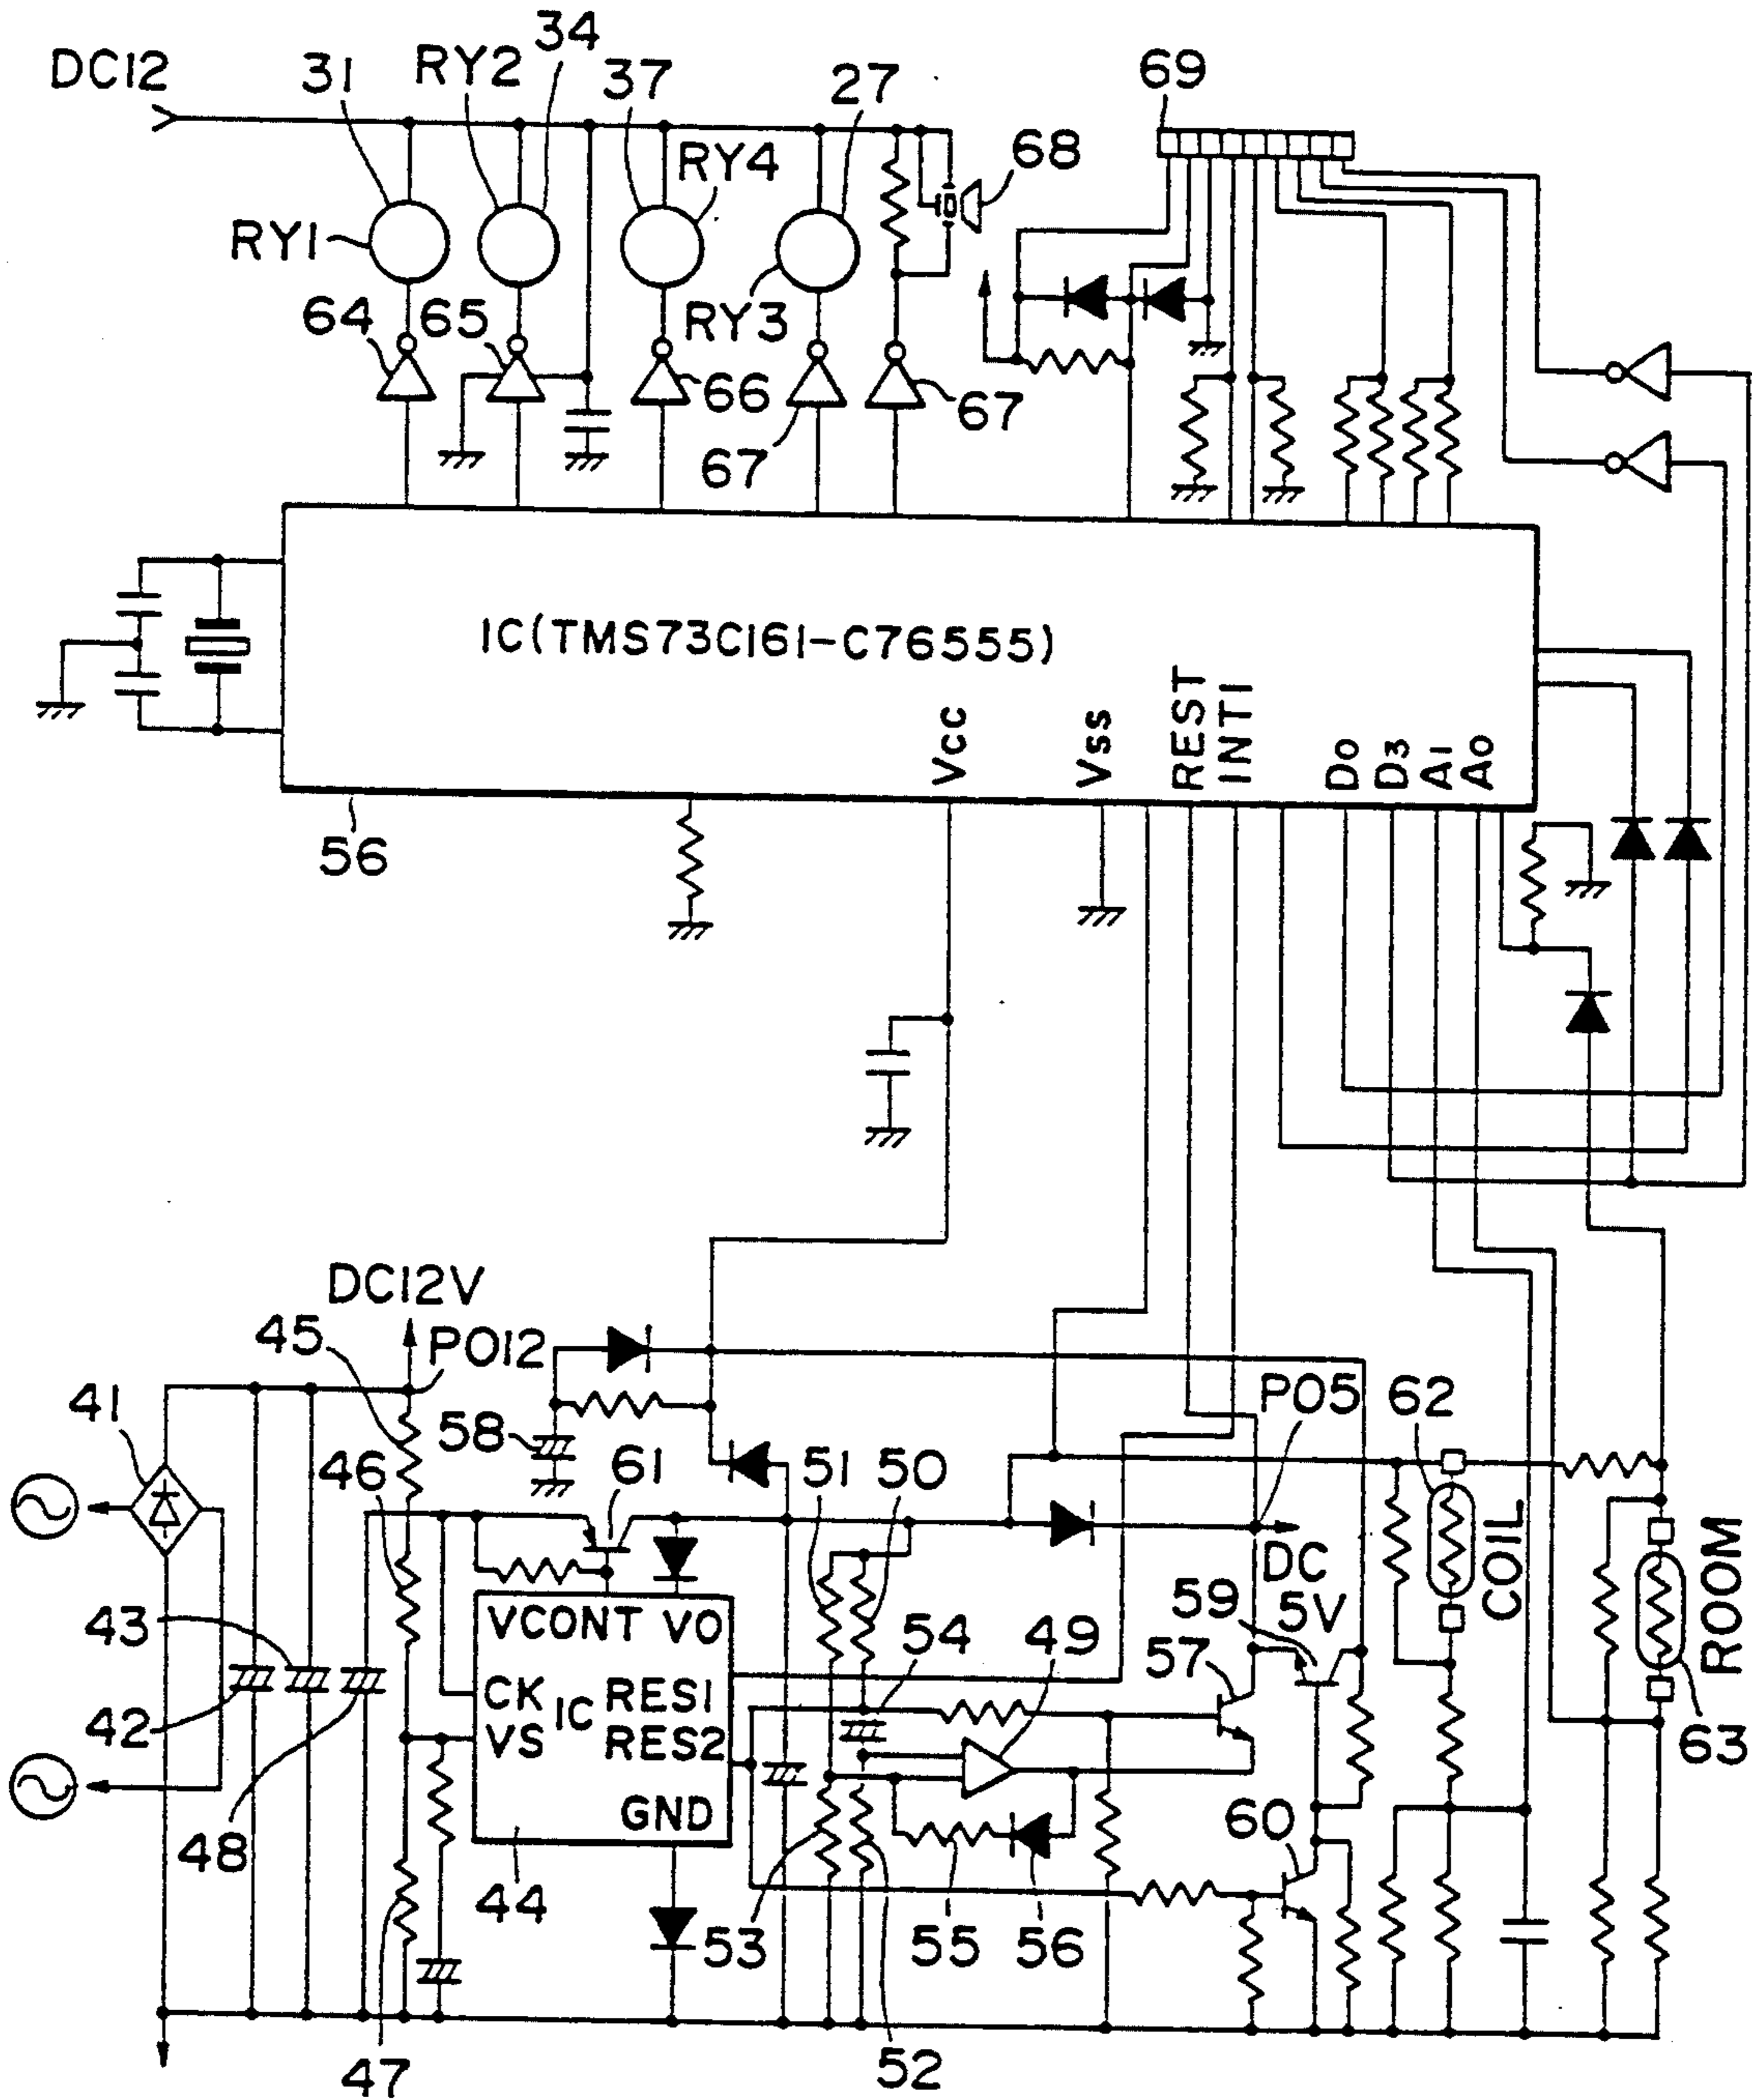 DC12
31
RY2
34
37
27
69
RY4
68
RY1
64
65
RY3
66
67
67
IC(TMS73C161-C76555)
Vcc
Vss
REST
INT1
D0
D3
A1
A0
56
DC12V
45
PO12
41
58
61
51
50
PO5
62
46
COIL
ROOM
DC
5V
59
43
VCONT VO
54
49
57
42
CK
IC
RES1
VS
RES2
63
GND
60
48
44
53
55
56
47
52